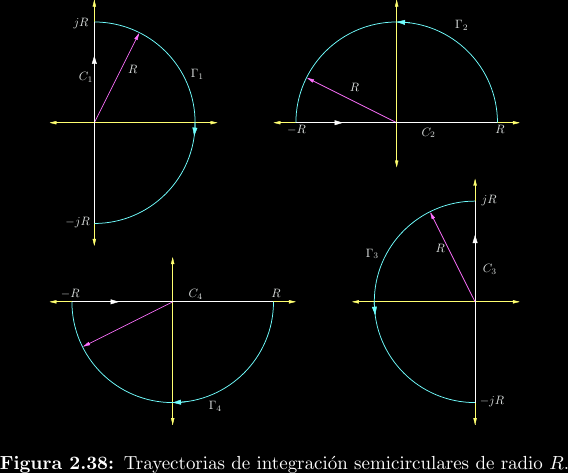 jR
Γ₂
C₁
R
Γ₁
R
−R
C₂
R
−jR
jR
Γ₃
R
C₃
−R
C₄
R
−jR
Γ₄
Figura 2.38: Trayectorias de integración semicirculares de radio R.